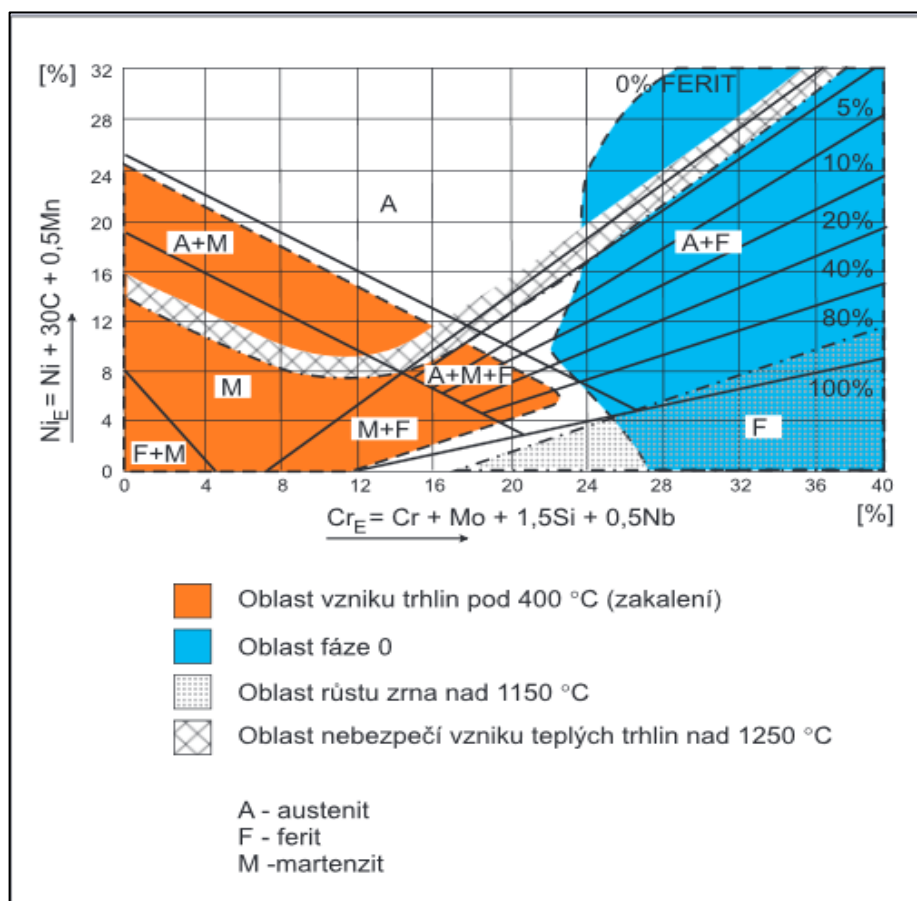 [%]
32
28
24
20
16
12
8
4
0
Ni_E = Ni + 30C + 0,5Mn
0% FERIT
5%
10%
20%
40%
80%
100%
A
A+M
A+F
M
A+M+F
M+F
F+M
F
0 4 8 12 16 20 24 28 32 36 40
Cr_E = Cr + Mo + 1,5Si + 0,5Nb
[%]
Oblast vzniku trhlin pod 400 °C (zakalení)
Oblast fáze 0
Oblast růstu zrna nad 1150 °C
Oblast nebezpečí vzniku teplých trhlin nad 1250 °C
A - austenit
F - ferit
M -martenzit